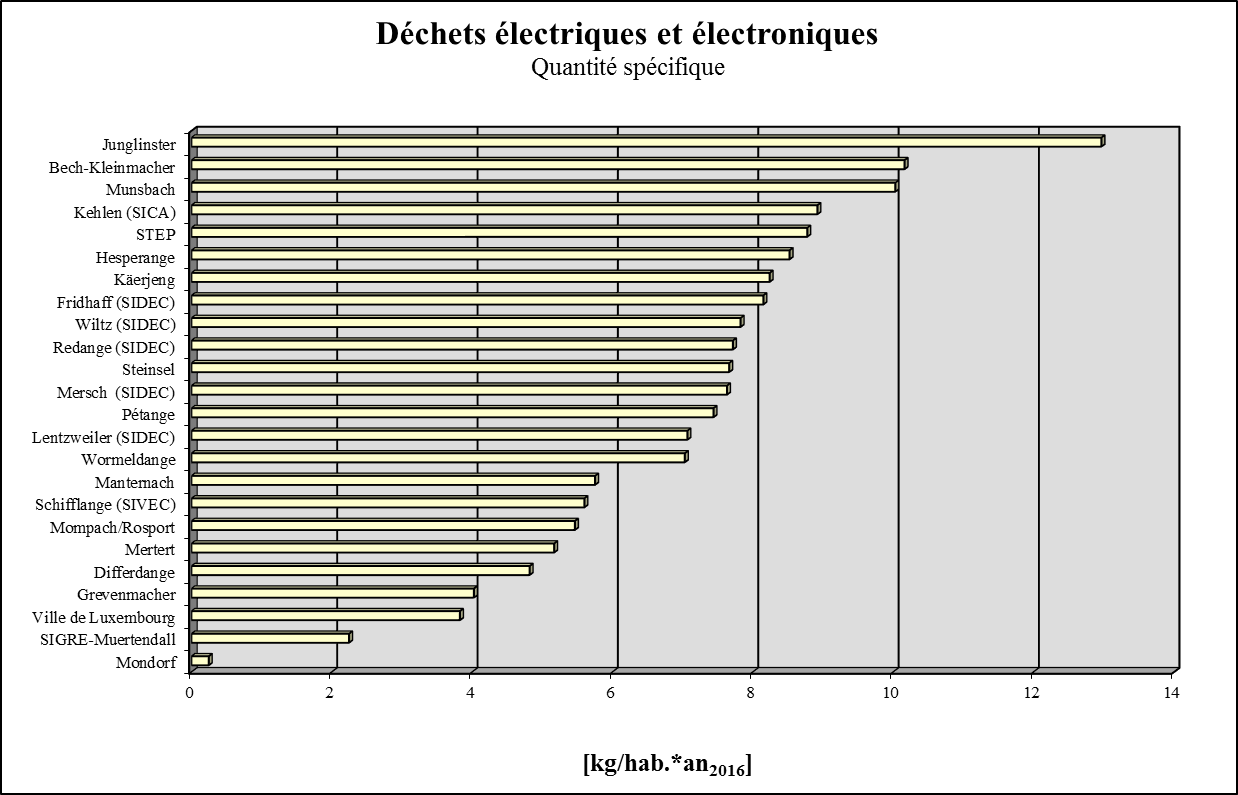 Déchets électriques et électroniques
Quantité spécifique
Junglinster
Bech-Kleinmacher
Munsbach
Kehlen (SICA)
STEP
Hesperange
Käerjeng
Fridhaff (SIDEC)
Wiltz (SIDEC)
Redange (SIDEC)
Steinsel
Mersch (SIDEC)
Pétange
Lentzweiler (SIDEC)
Wormeldange
Manternach
Schifflange (SIVEC)
Mompach/Rosport
Mertert
Differdange
Grevenmacher
Ville de Luxembourg
SIGRE-Muertendall
Mondorf
0 2 4 6 8 10 12 14
[kg/hab.*an2016]